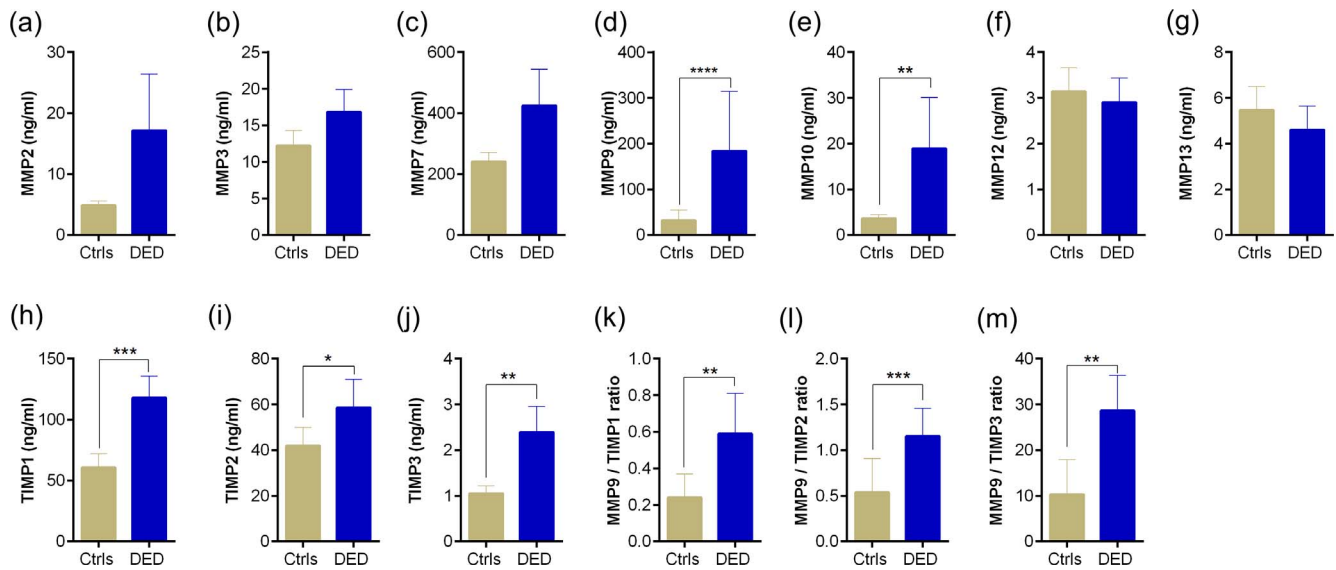 (a)
MMP2 (ng/ml)
30
20
10
0
Ctrls DED
(b)
MMP3 (ng/ml)
25
20
15
10
5
0
Ctrls DED
(c)
MMP7 (ng/ml)
600
400
200
0
Ctrls DED
(d)
MMP9 (ng/ml)
400
300
200
100
0
****
Ctrls DED
(e)
MMP10 (ng/ml)
40
30
20
10
0
**
Ctrls DED
(f)
MMP12 (ng/ml)
4
3
2
1
0
Ctrls DED
(g)
MMP13 (ng/ml)
8
6
4
2
0
Ctrls DED
(h)
TIMP1 (ng/ml)
150
100
50
0
***
Ctrls DED
(i)
TIMP2 (ng/ml)
80
60
40
20
0
*
Ctrls DED
(j)
TIMP3 (ng/ml)
4
3
2
1
0
**
Ctrls DED
(k)
MMP9 / TIMP1 ratio
1.0
0.8
0.6
0.4
0.2
0.0
**
Ctrls DED
(l)
MMP9 / TIMP2 ratio
2.0
1.5
1.0
0.5
0.0
***
Ctrls DED
(m)
MMP9 / TIMP3 ratio
40
30
20
10
0
**
Ctrls DED